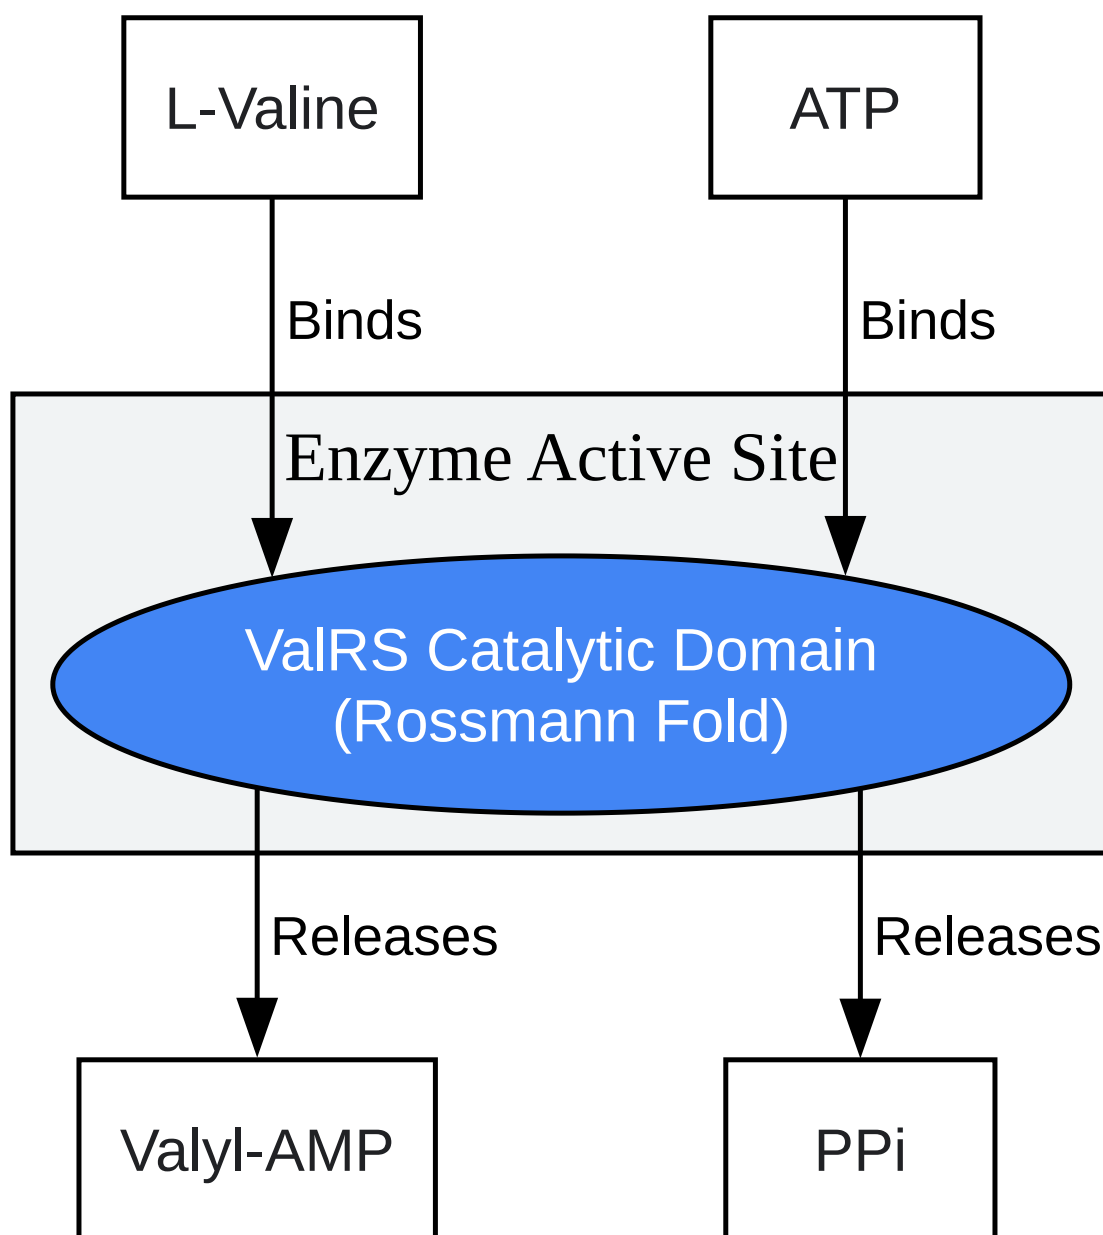 L-Valine
ATP
Binds
Binds
Enzyme Active Site
ValRS Catalytic Domain
(Rossmann Fold)
Releases
Releases
Valyl-AMP
PPi